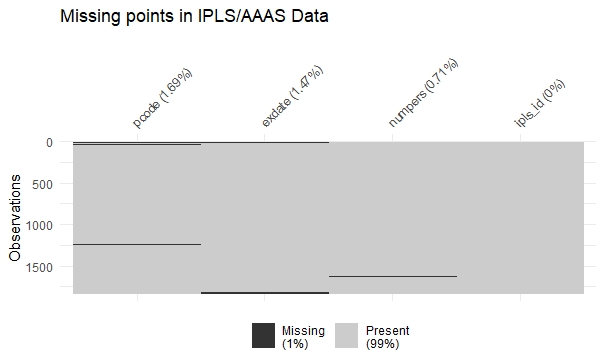 Missing points in IPLS/AAAS Data
pcode (1.69%)
exdate (1.47%)
numpers (0.71%)
ipls_id (0%)
0
500
1000
1500
Observations
Missing
(1%)
Present
(99%)